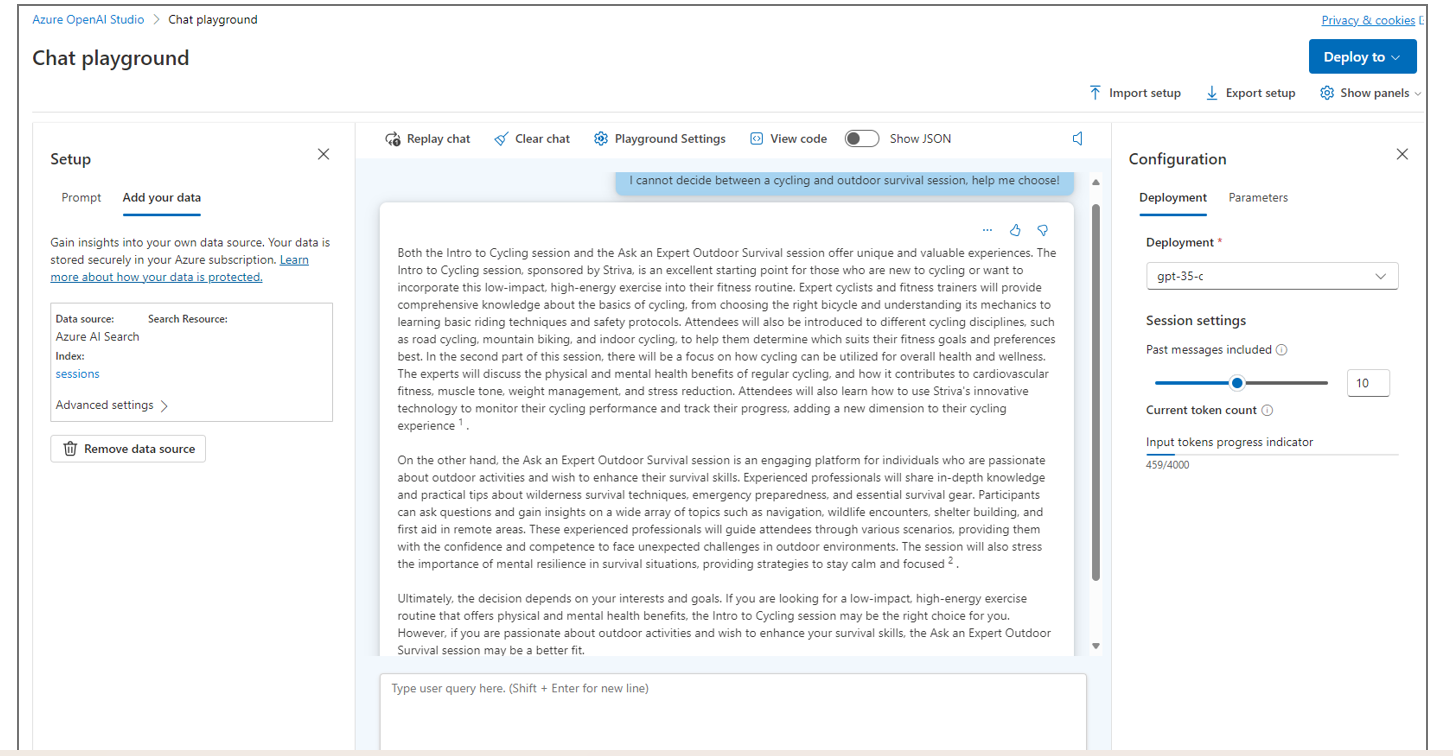 Azure OpenAI Studio > Chat playground
Privacy & cookies
Chat playground
Deploy to
Import setup
Export setup
Show panels
Setup
Prompt
Add your data
Gain insights into your own data source. Your data is
stored securely in your Azure subscription. Learn
more about how your data is protected.
Data source: Search Resource:
Azure AI Search
Index:
sessions
Advanced settings
Remove data source
Replay chat
Clear chat
Playground Settings
View code
Show JSON
I cannot decide between a cycling and outdoor survival session, help me choose!
Both the Intro to Cycling session and the Ask an Expert Outdoor Survival session offer unique and valuable experiences. The
Intro to Cycling session, sponsored by Striva, is an excellent starting point for those who are new to cycling or want to
incorporate this low-impact, high-energy exercise into their fitness routine. Expert cyclists and fitness trainers will provide
comprehensive knowledge about the basics of cycling, from choosing the right bicycle and understanding its mechanics to
learning basic riding techniques and safety protocols. Attendees will also be introduced to different cycling disciplines, such
as road cycling, mountain biking, and indoor cycling, to help them determine which suits their fitness goals and preferences
best. In the second part of this session, there will be a focus on how cycling can be utilized for overall health and wellness.
The experts will discuss the physical and mental health benefits of regular cycling, and how it contributes to cardiovascular
fitness, muscle tone, weight management, and stress reduction. Attendees will also learn how to use Striva's innovative
technology to monitor their cycling performance and track their progress, adding a new dimension to their cycling
experience 1 .
On the other hand, the Ask an Expert Outdoor Survival session is an engaging platform for individuals who are passionate
about outdoor activities and wish to enhance their survival skills. Experienced professionals will share in-depth knowledge
and practical tips about wilderness survival techniques, emergency preparedness, and essential survival gear. Participants
can ask questions and gain insights on a wide array of topics such as navigation, wildlife encounters, shelter building, and
first aid in remote areas. These experienced professionals will guide attendees through various scenarios, providing them
with the confidence and competence to face unexpected challenges in outdoor environments. The session will also stress
the importance of mental resilience in survival situations, providing strategies to stay calm and focused 2 .
Ultimately, the decision depends on your interests and goals. If you are looking for a low-impact, high-energy exercise
routine that offers physical and mental health benefits, the Intro to Cycling session may be the right choice for you.
However, if you are passionate about outdoor activities and wish to enhance your survival skills, the Ask an Expert Outdoor
Survival session may be a better fit.
Type user query here. (Shift + Enter for new line)
Configuration
Deployment
Parameters
Deployment *
gpt-35-c
Session settings
Past messages included
10
Current token count
Input tokens progress indicator
459/4000